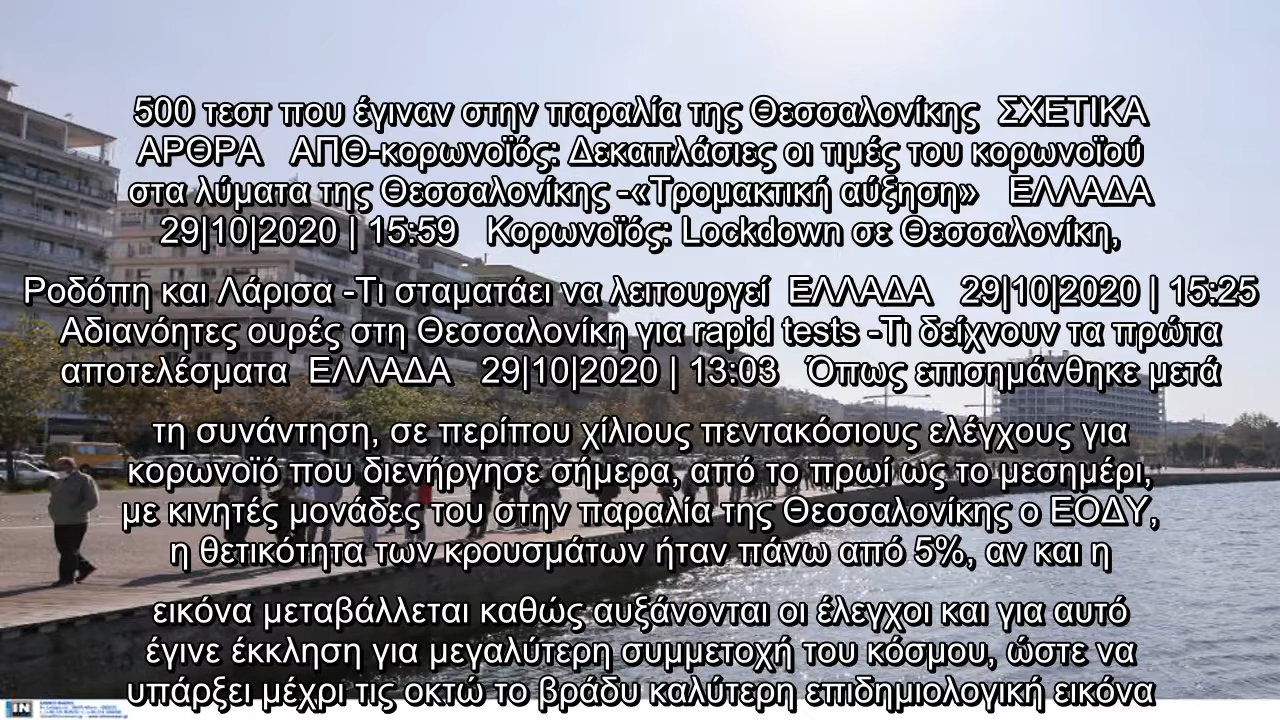 500 τεστ που έγιναν στην παραλία της Θεσσαλονίκης ΣΧΕΤΙΚΑ
ΑΡΘΡΑ ΑΠΘ-κορωνοϊός: Δεκαπλάσιες οι τιμές του κορωνοϊού
στα λύματα της Θεσσαλονίκης -«Τρομακτική αύξηση» ΕΛΛΑΔΑ
29|10|2020 | 15:59 Κορωνοϊός: Lockdown σε Θεσσαλονίκη,
Ροδόπη και Λάρισα -Τι σταματάει να λειτουργεί ΕΛΛΑΔΑ 29|10|2020 | 15:25
Αδιανόητες ουρές στη Θεσσαλονίκη για rapid tests -Τι δείχνουν τα πρώτα
αποτελέσματα ΕΛΛΑΔΑ 29|10|2020 | 13:03 Όπως επισημάνθηκε μετά
τη συνάντηση, σε περίπου χίλιους πεντακόσιους ελέγχους για
κορωνοϊό που διενήργησε σήμερα, από το πρωί ως το μεσημέρι,
με κινητές μονάδες του στην παραλία της Θεσσαλονίκης ο ΕΟΔΥ,
η θετικότητα των κρουσμάτων ήταν πάνω από 5%, αν και η
εικόνα μεταβάλλεται καθώς αυξάνονται οι έλεγχοι και για αυτό
έγινε έκκληση για μεγαλύτερη συμμετοχή του κόσμου, ώστε να
υπάρξει μέχρι τις οκτώ το βράδυ καλύτερη επιδημιολογική εικόνα
IN